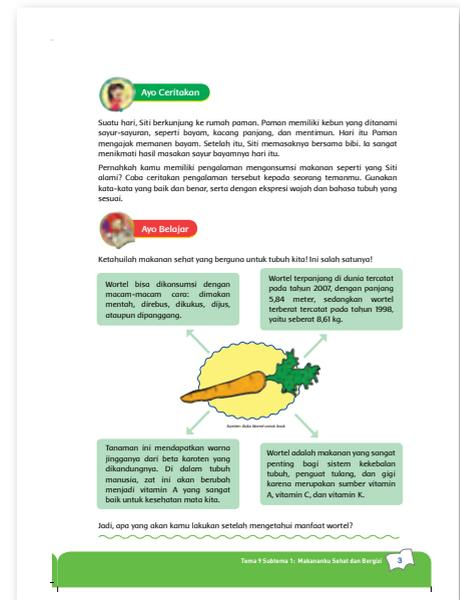 Ayo Ceritakan
Suatu hari, Siti berkunjung ke rumah paman. Paman memiliki kebun yang ditanami
sayur-sayuran, seperti bayam, kacang panjang, dan mentimun. Hari itu Paman
mengajak memanen bayam. Setelah itu, Siti memasaknya bersama bibi. Ia sangat
menikmati hasil masakan sayur bayamnya hari itu.
Pernahkah kamu memiliki pengalaman mengonsumsi makanan seperti yang Siti
alami? Coba ceritakan pengalaman tersebut kepada seorang temanmu. Gunakan
kata-kata yang baik dan benar, serta dengan ekspresi wajah dan bahasa tubuh yang
sesuai.
Ayo Belajar
Ketahuilah makanan sehat yang berguna untuk tubuh kita! Ini salah satunya!
Wortel bisa dikonsumsi dengan
macam-macam cara: dimakan
mentah, direbus, dikukus, dijus,
ataupun dipanggang.
Wortel terpanjang di dunia tercatat
pada tahun 2007, dengan panjang
5,84 meter, sedangkan wortel
terberat tercatat pada tahun 1998,
yaitu seberat 8,61 kg.
Tanaman ini mendapatkan warna
jingganya dari beta karoten yang
dikandungnya. Di dalam tubuh
manusia, zat ini akan berubah
menjadi vitamin A yang sangat
baik untuk kesehatan mata kita.
Wortel adalah makanan yang sangat
penting bagi sistem kekebalan
tubuh, penguat tulang, dan gigi
karena merupakan sumber vitamin
A, vitamin C, dan vitamin K.
Jadi, apa yang akan kamu lakukan setelah mengetahui manfaat wortel?
Tema 9 Subtema 1: Makananku Sehat dan Bergizi
3